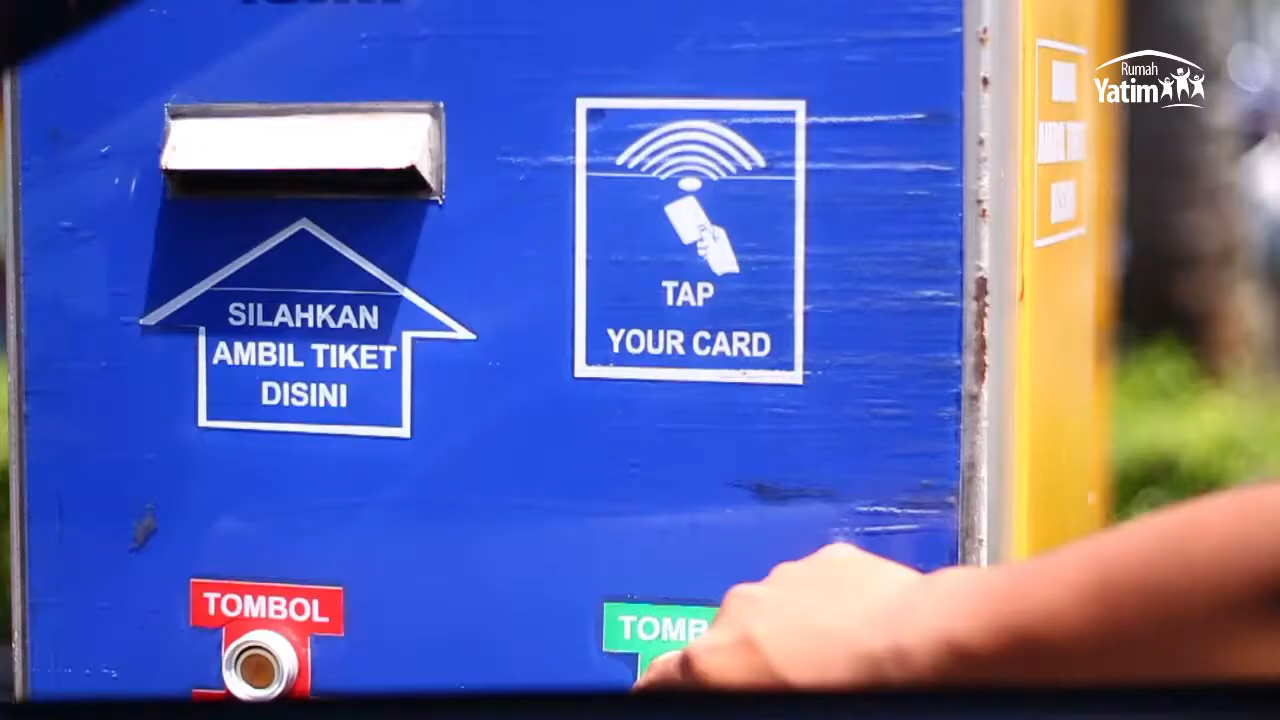 Rumah
Yatim
SILAHKAN
AMBIL TIKET
DISINI
TAP
YOUR CARD
TOMBOL